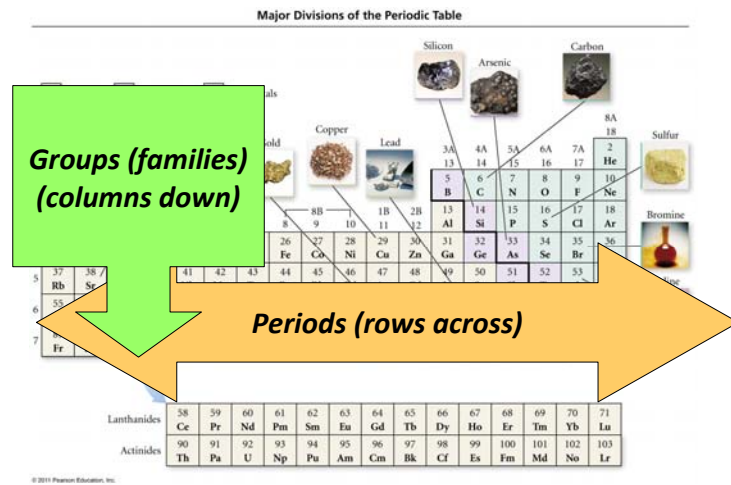 Major Divisions of the Periodic Table
Silicon
Arsenic
Carbon
Copper
Lead
Sulfur
Bromine
Groups (families)
(columns down)
8A
18
3A 4A 5A 6A 7A 2
13 14 15 16 17 He
5 6 7 8 9 10
B C N O F Ne
8B 1B 2B 13 14 15 16 17 18
8 9 10 11 12 Al Si P S Cl Ar
26 27 28 29 30 31 32 33 34 35 36
Fe Co Ni Cu Zn Ga Ge As Se Br
5 37 38 41 42 43 44 45 46 47 48 49 50 51 52 53
Rb Sr
6 55
7 Fr
Periods (rows across)
Lanthanides 58 59 60 61 62 63 64 65 66 67 68 69 70 71
Ce Pr Nd Pm Sm Eu Gd Tb Dy Ho Er Tm Yb Lu
Actinides 90 91 92 93 94 95 96 97 98 99 100 101 102 103
Th Pa U Np Pu Am Cm Bk Cf Es Fm Md No Lr
© 2011 Pearson Education, Inc.